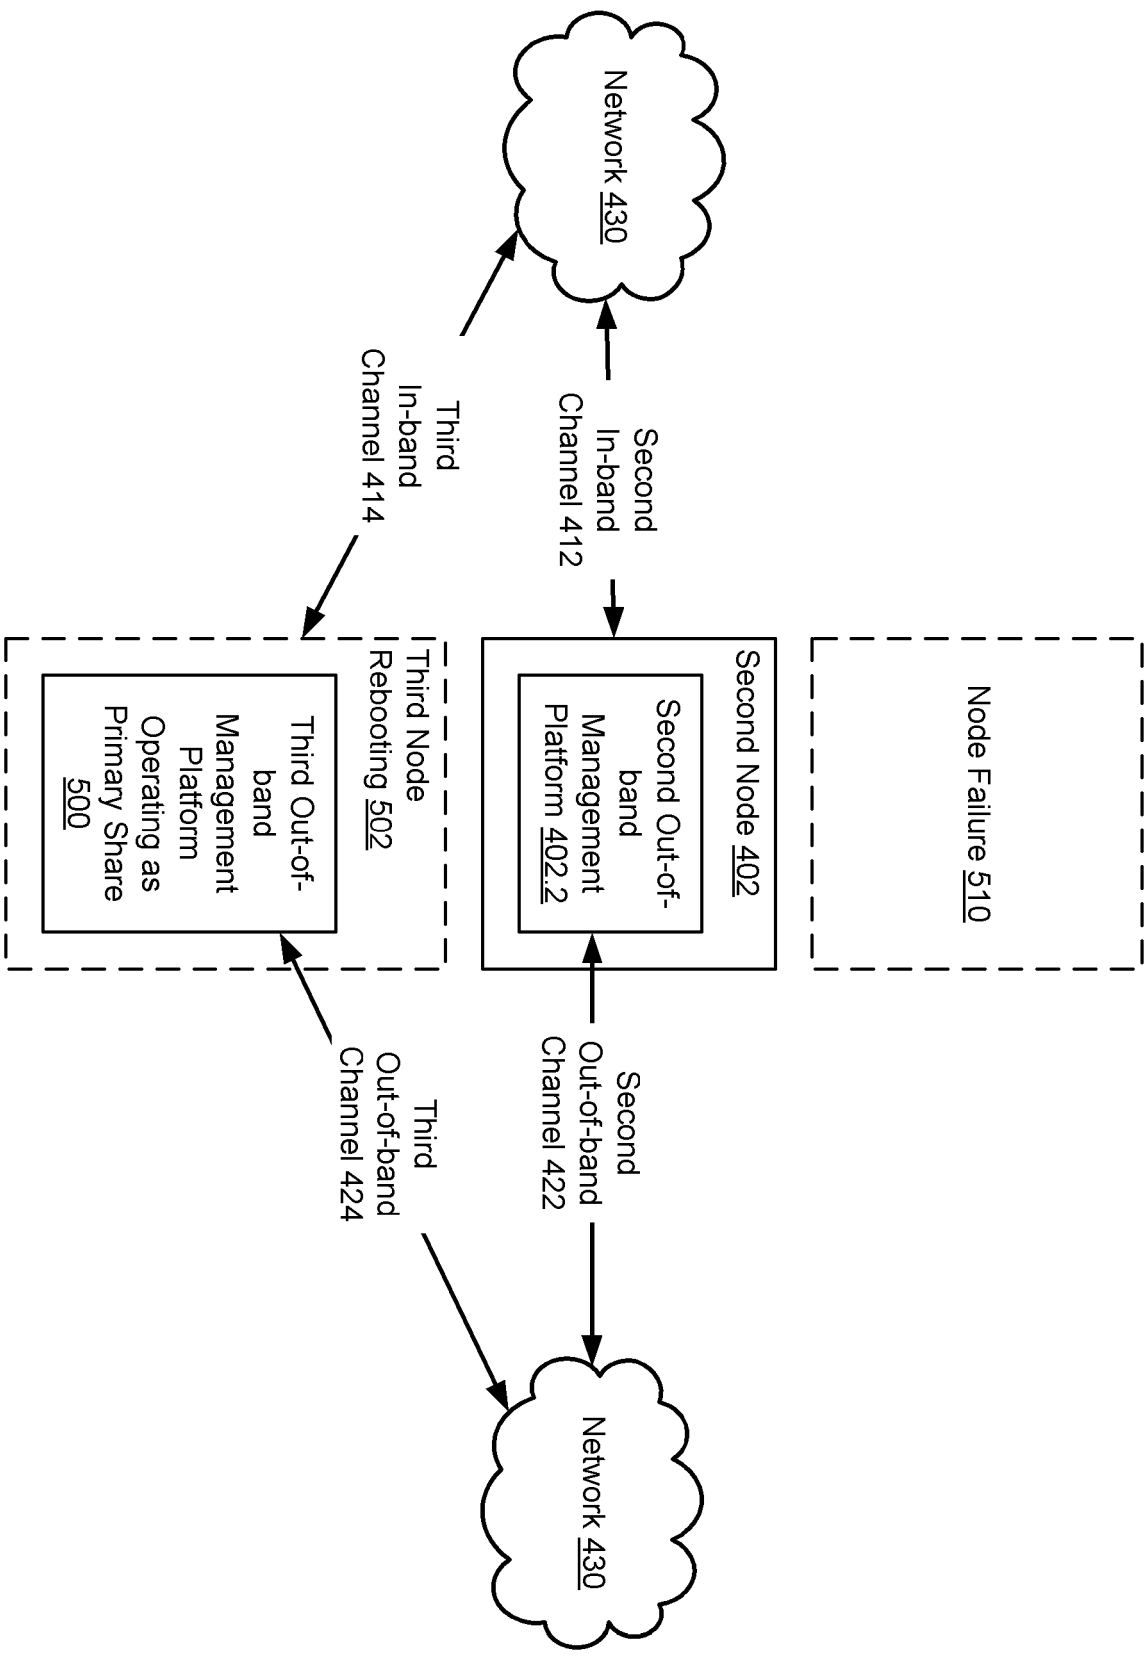 Node Failure 510
Network 430
Second
In-band
Channel 412
Second Node 402
Second Out-of-
band
Management
Platform 402.2
Second
Out-of-band
Channel 422
Network 430
Third
In-band
Channel 414
Third Node
Rebooting 502
Third Out-of-
band
Management
Platform
Operating as
Primary Share
500
Third
Out-of-band
Channel 424